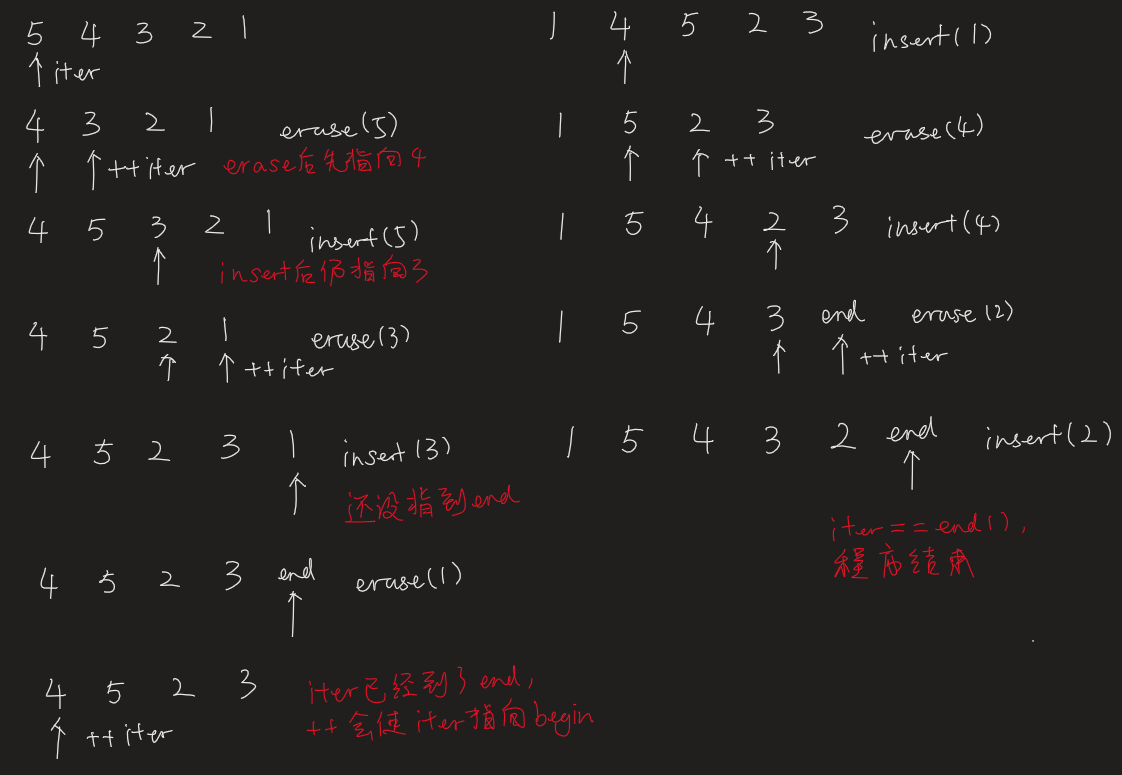 5 4 3 2 1
↑ iter
4 3 2 1 erase(5)
↑ ↑ ++iter erase后先指向4
4 5 3 2 1 insert(5)
↑ insert后仍指向3
4 5 2 1 erase(3)
↑ ↑ ++iter
4 5 2 3 1 insert(3)
↑ 还没指到end
4 5 2 3 end erase(1)
↑
4 5 2 3 iter已经到了end,
↑ ++iter ++会使iter指向begin
1 4 5 2 3 insert(1)
↑
1 5 2 3 erase(4)
↑ ↑ ++iter
1 5 4 2 3 insert(4)
↑
1 5 4 3 end erase(2)
↑ ↑ ++iter
1 5 4 3 2 end insert(2)
↑
iter==end(),
程序结束